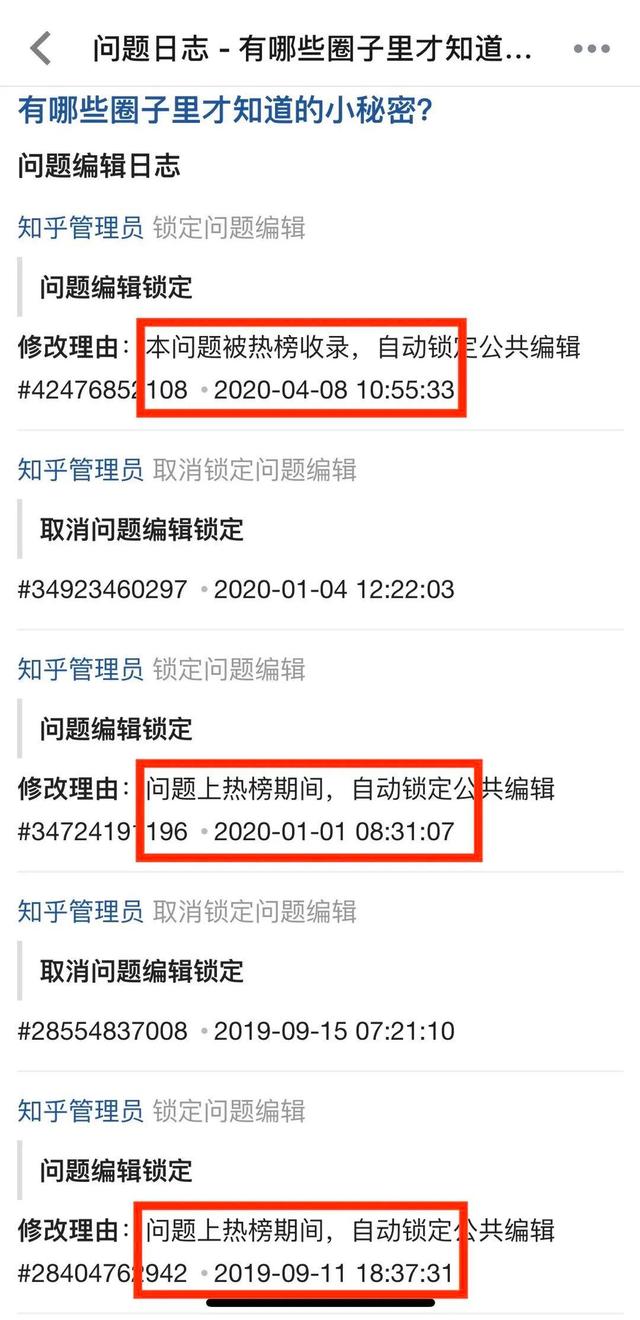 问题日志 - 有哪些圈子里才知道...
有哪些圈子里才知道的小秘密?
问题编辑日志
知乎管理员 锁定问题编辑
问题编辑锁定
修改理由：本问题被热榜收录，自动锁定公共编辑
#42476852108 • 2020-04-08 10:55:33
知乎管理员 取消锁定问题编辑
取消问题编辑锁定
#34923460297 • 2020-01-04 12:22:03
知乎管理员 锁定问题编辑
问题编辑锁定
修改理由：问题上热榜期间，自动锁定公共编辑
#34724191196 • 2020-01-01 08:31:07
知乎管理员 取消锁定问题编辑
取消问题编辑锁定
#28554837008 • 2019-09-15 07:21:10
知乎管理员 锁定问题编辑
问题编辑锁定
修改理由：问题上热榜期间，自动锁定公共编辑
#28404762942 • 2019-09-11 18:37:31